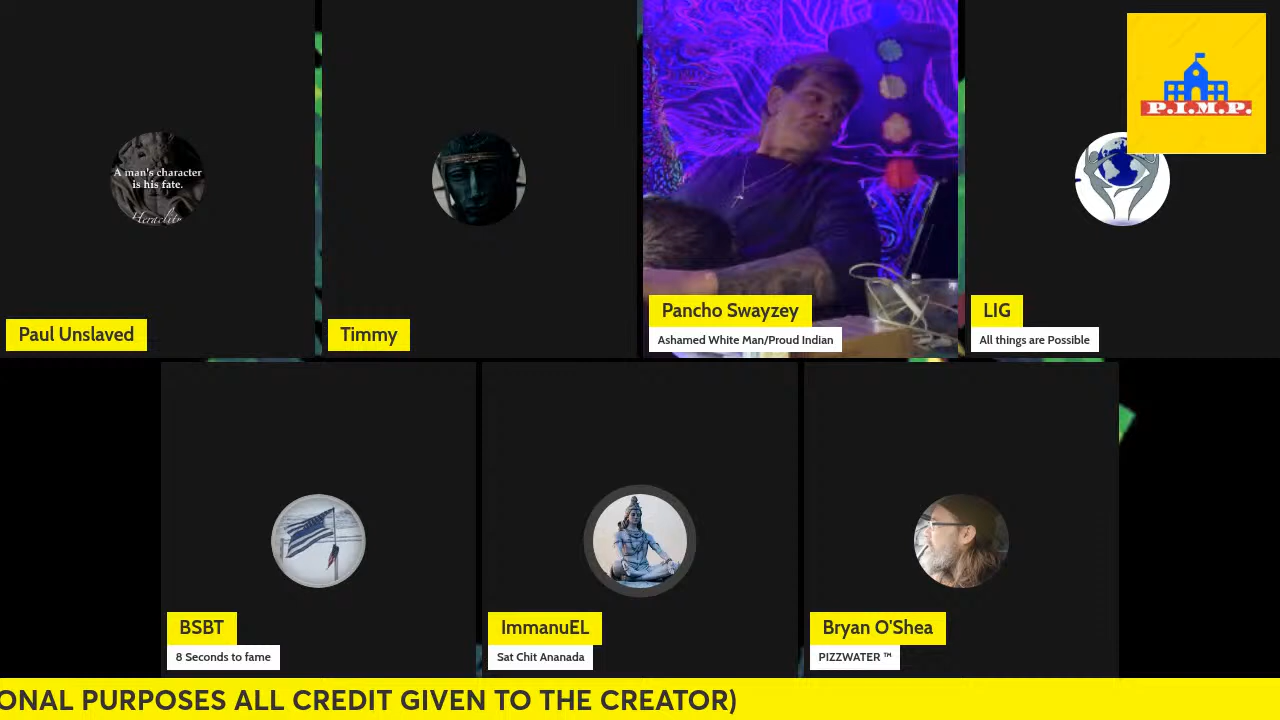 A man's character
is his fate.
Heraclitu
Paul Unslaved
Timmy
Pancho Swayzey
Ashamed White Man/Proud Indian
P.I.M.P.
LIG
All things are Possible
BSBT
8 Seconds to fame
ImmanuEL
Sat Chit Ananada
Bryan O'Shea
PIZZWATER ™
ONAL PURPOSES ALL CREDIT GIVEN TO THE CREATOR)